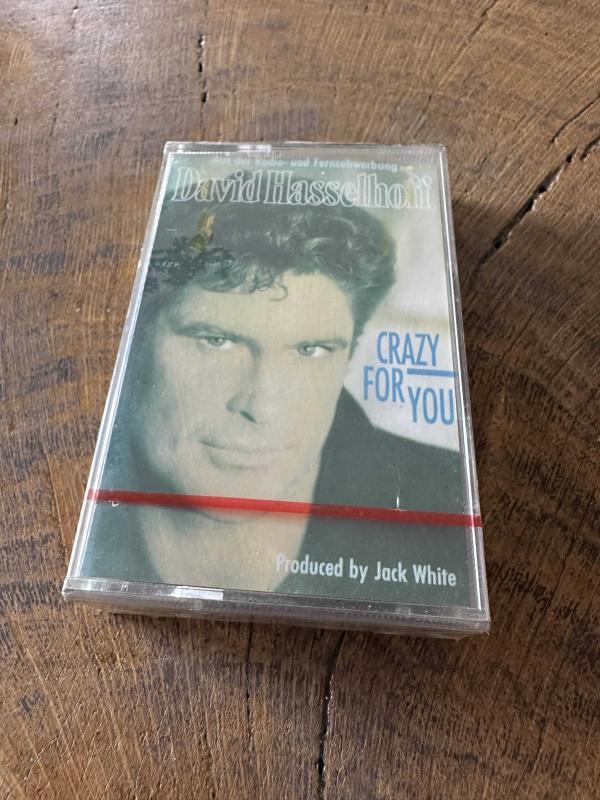 Aus der Radio- und Fernsehwerbung
David Hasselhoff
CRAZY
FOR YOU
Produced by Jack White